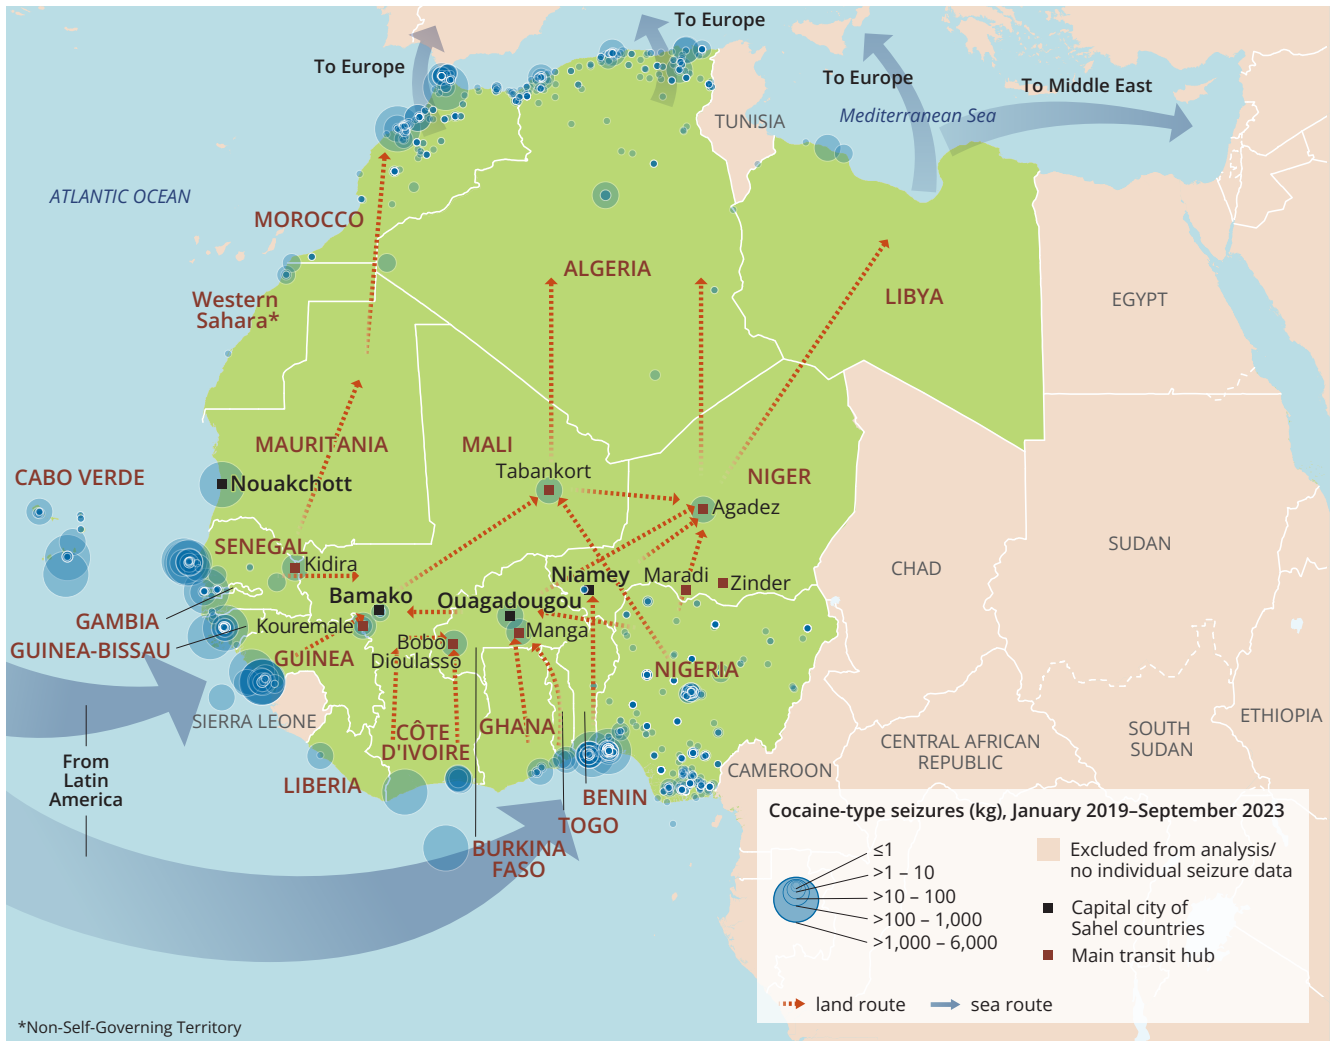 To Europe
To Europe
To Europe
To Middle East
Mediterranean Sea
TUNISIA
ATLANTIC OCEAN
MOROCCO
ALGERIA
LIBYA
EGYPT
Western
Sahara*
MAURITANIA
MALI
NIGER
Tabankort
CABO VERDE
Nouakchott
Agadez
SENEGAL
Kidira
Niamey
Maradi
Zinder
CHAD
SUDAN
Bamako
Ouagadougou
GAMBIA
Kouremale
Manga
GUINEA-BISSAU
GUINEA
Bobo
Dioulasso
NIGERIA
SIERRA LEONE
CÔTE
D'IVOIRE
GHANA
SOUTH
SUDAN
ETHIOPIA
CENTRAL AFRICAN
REPUBLIC
CAMEROON
From
Latin
America
LIBERIA
BENIN
TOGO
BURKINA
FASO
Cocaine-type seizures (kg), January 2019–September 2023
≤1
>1 – 10
>10 – 100
>100 – 1,000
>1,000 – 6,000
Excluded from analysis/
no individual seizure data
Capital city of
Sahel countries
Main transit hub
land route
sea route
*Non-Self-Governing Territory